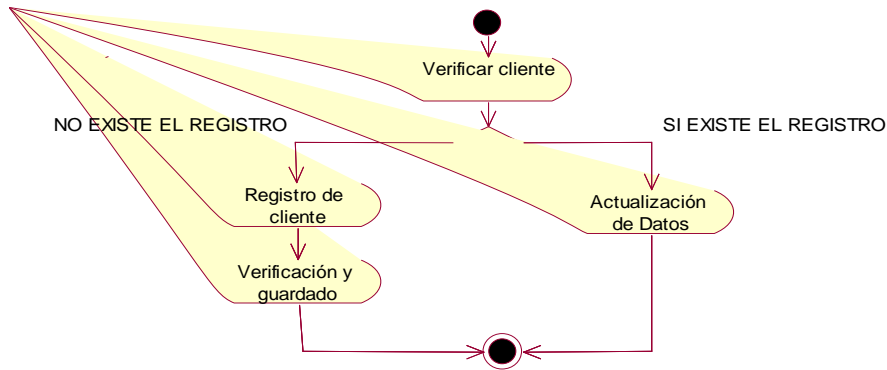 Verificar cliente
NO EXISTE EL REGISTRO
SI EXISTE EL REGISTRO
Registro de
cliente
Actualización
de Datos
Verificación y
guardado